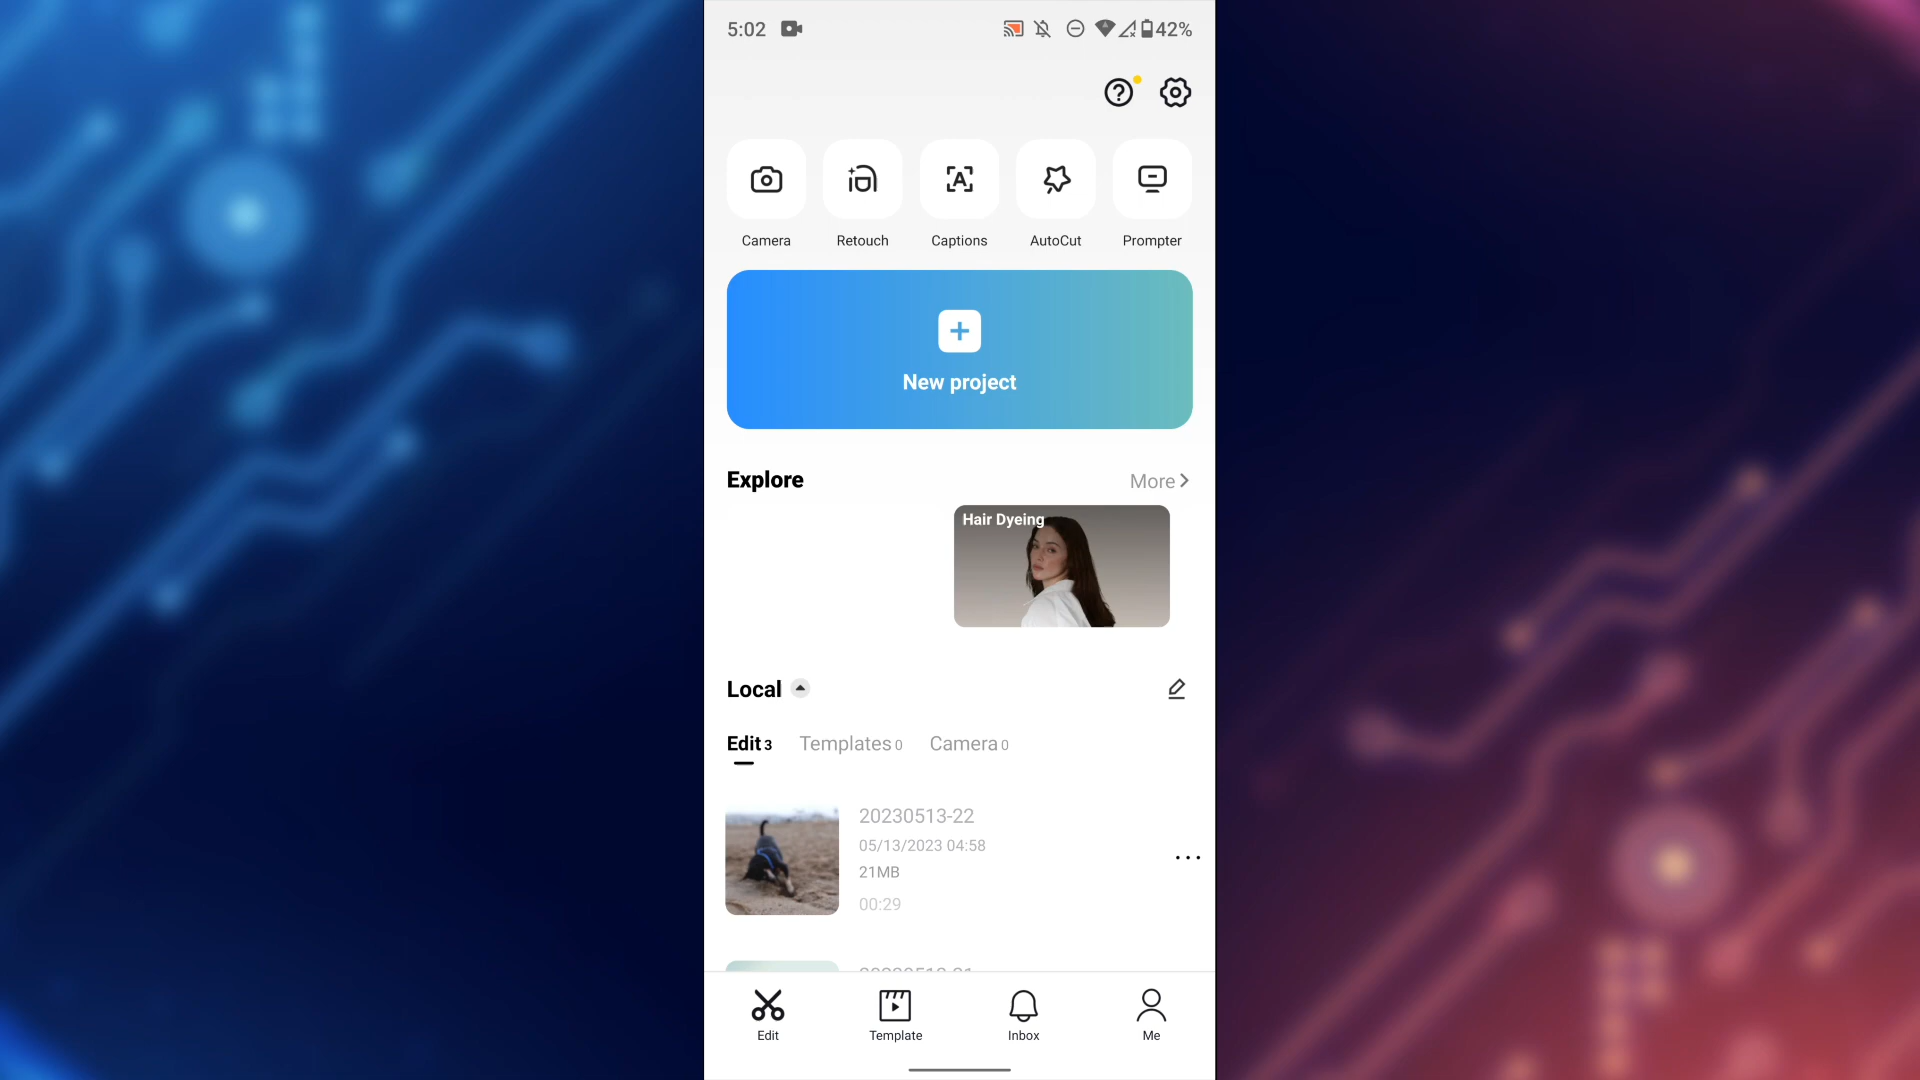 5:02
42%
Camera
Retouch
Captions
AutoCut
Prompter
New project
Explore
More
Hair Dyeing
Local
Edit 3
Templates 0
Camera 0
20230513-22
05/13/2023 04:58
21MB
00:29
Edit
Template
Inbox
Me